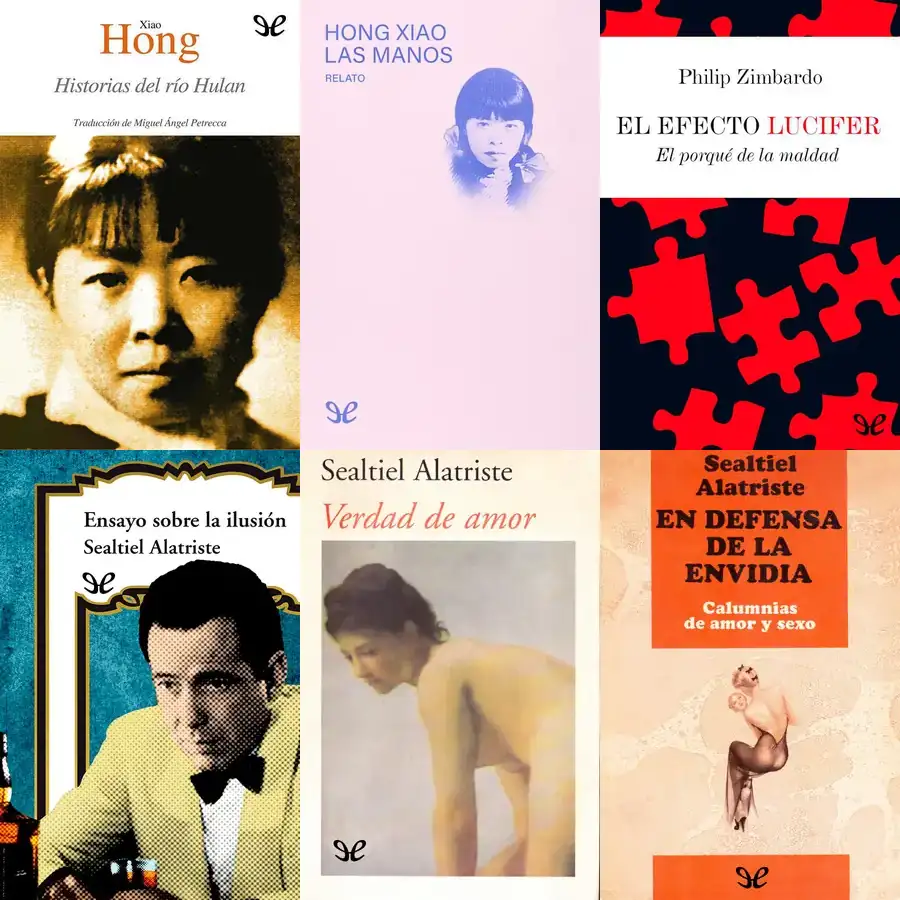 Xiao
Hong
Historias del río Hulan
Traducción de Miguel Ángel Petrecca
HONG XIAO
LAS MANOS
RELATO
Philip Zimbardo
EL EFECTO LUCIFER
El porqué de la maldad
Ensayo sobre la ilusión
Sealtiel Alatriste
Sealtiel Alatriste
Verdad de amor
Sealtiel
Alatriste
EN DEFENSA
DE LA
ENVIDIA
Calumnias
de amor y sexo